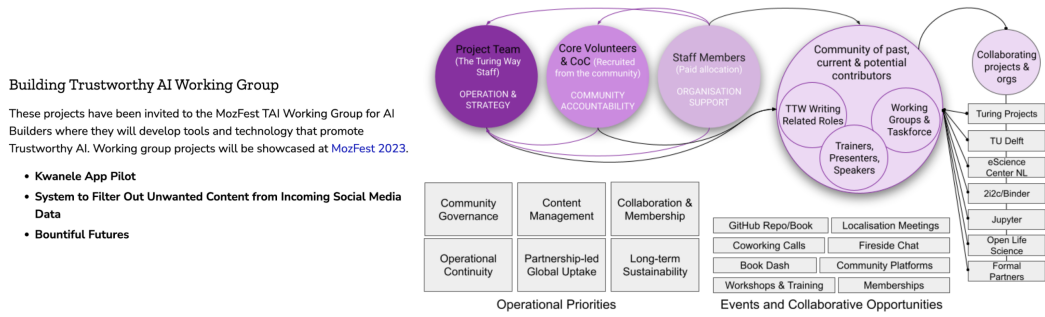 Building Trustworthy AI Working Group
These projects have been invited to the MozFest TAI Working Group for AI
Builders where they will develop tools and technology that promote
Trustworthy AI. Working group projects will be showcased at MozFest 2023.
• Kwanele App Pilot
• System to Filter Out Unwanted Content from Incoming Social Media
Data
• Bountiful Futures
Project Team
(The Turing Way
Staff)
OPERATION &
STRATEGY
Core Volunteers
& CoC (Recruited
from the community)
COMMUNITY
ACCOUNTABILITY
Staff Members
(Paid allocation)
ORGANISATION
SUPPORT
Community of past,
current & potential
contributors
TTW Writing
Related Roles
Working
Groups &
Taskforce
Trainers,
Presenters,
Speakers
Collaborating
projects &
orgs
Turing Projects
TU Delft
eScience
Center NL
2i2c/Binder
Jupyter
Open Life
Science
Formal
Partners
Community
Governance
Content
Management
Collaboration &
Membership
Operational
Continuity
Partnership-led
Global Uptake
Long-term
Sustainability
Operational Priorities
GitHub Repo/Book
Localisation Meetings
Coworking Calls
Fireside Chat
Book Dash
Community Platforms
Workshops & Training
Memberships
Events and Collaborative Opportunities